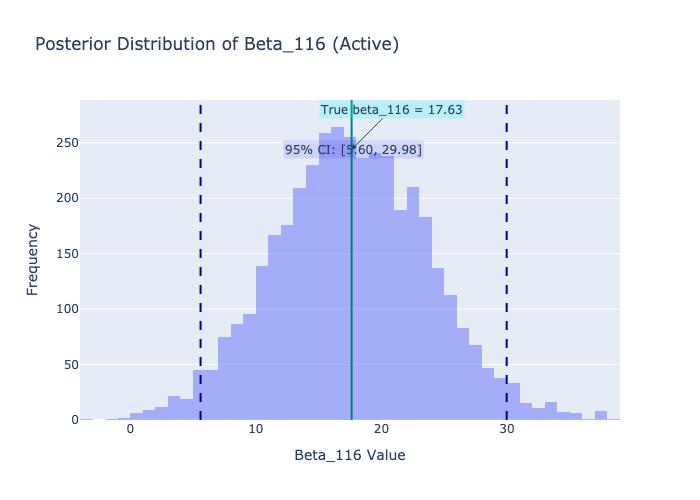 Posterior Distribution of Beta_116 (Active)
True beta_116 = 17.63
95% CI: [5.60, 29.98]
250
200
150
100
50
0
Frequency
0
10
20
30
Beta_116 Value